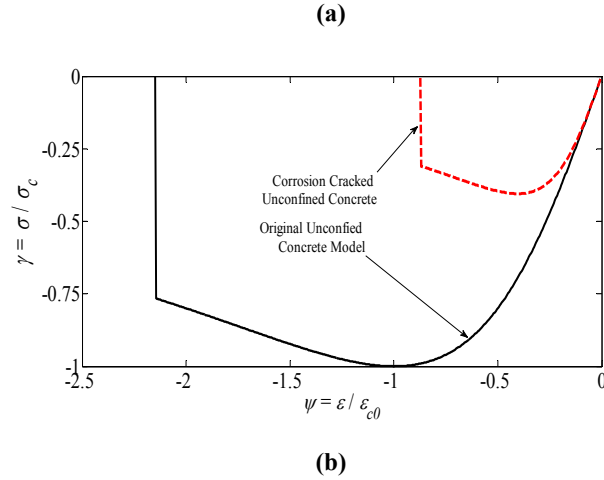 (a)
0
-0.25
-0.5
-0.75
-1
-2.5
-2
-1.5
-1
-0.5
0
γ = σ / σc
Corrosion Cracked
Unconfined Concrete
Original Unconfied
Concrete Model
ψ = ε / εc0
(b)